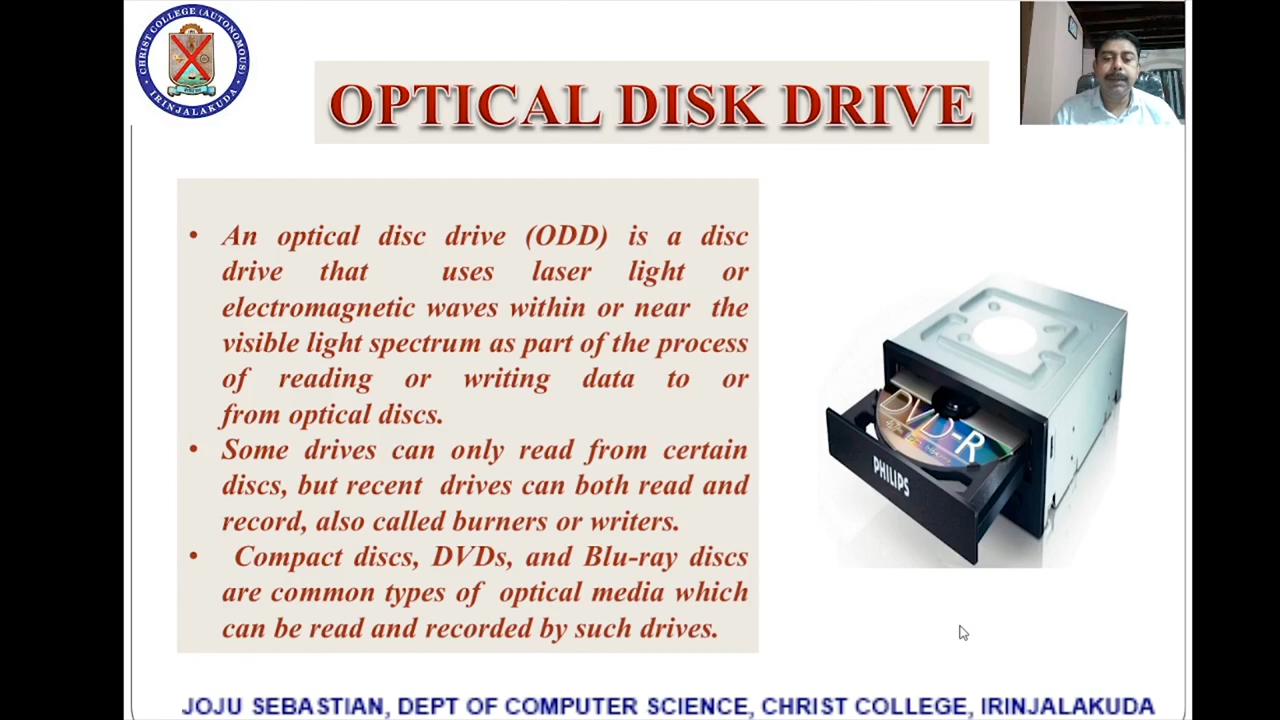 CHRIST COLLEGE (AUTONOMOUS)
IRINJALAKUDA
OPTICAL DISK DRIVE
• An optical disc drive (ODD) is a disc
drive that uses laser light or
electromagnetic waves within or near the
visible light spectrum as part of the process
of reading or writing data to or
from optical discs.
• Some drives can only read from certain
discs, but recent drives can both read and
record, also called burners or writers.
• Compact discs, DVDs, and Blu-ray discs
are common types of optical media which
can be read and recorded by such drives.
DVD-R
PHILIPS
JOJU SEBASTIAN, DEPT OF COMPUTER SCIENCE, CHRIST COLLEGE, IRINJALAKUDA